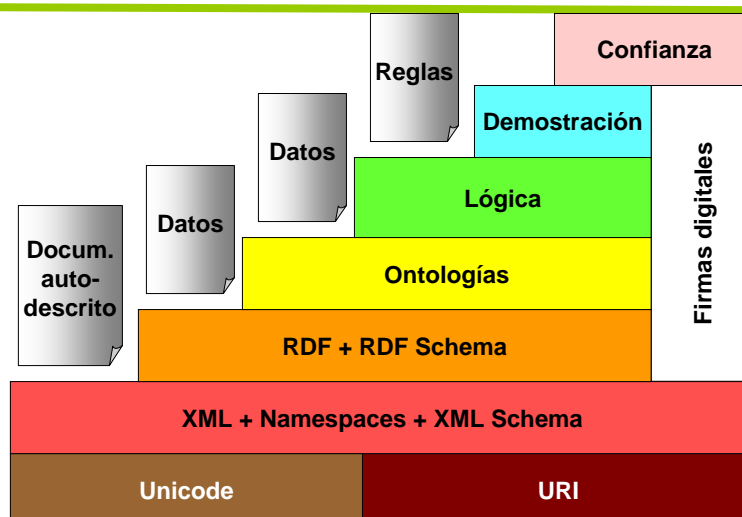 Confianza
Reglas
Demostración
Datos
Lógica
Datos
Docum.
auto-
descrito
Ontologías
Firmas digitales
RDF + RDF Schema
XML + Namespaces + XML Schema
Unicode
URI